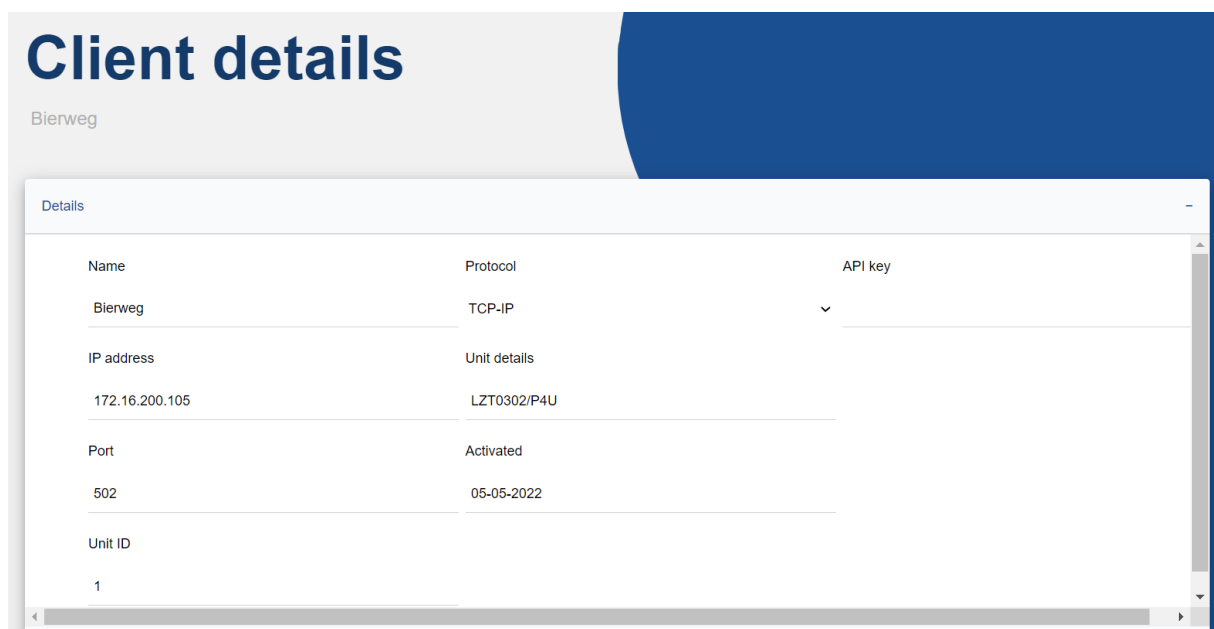 Client details
Bierweg
Details
Name Protocol API key
Bierweg TCP-IP
IP address Unit details
172.16.200.105 LZT0302/P4U
Port Activated
502 05-05-2022
Unit ID
1